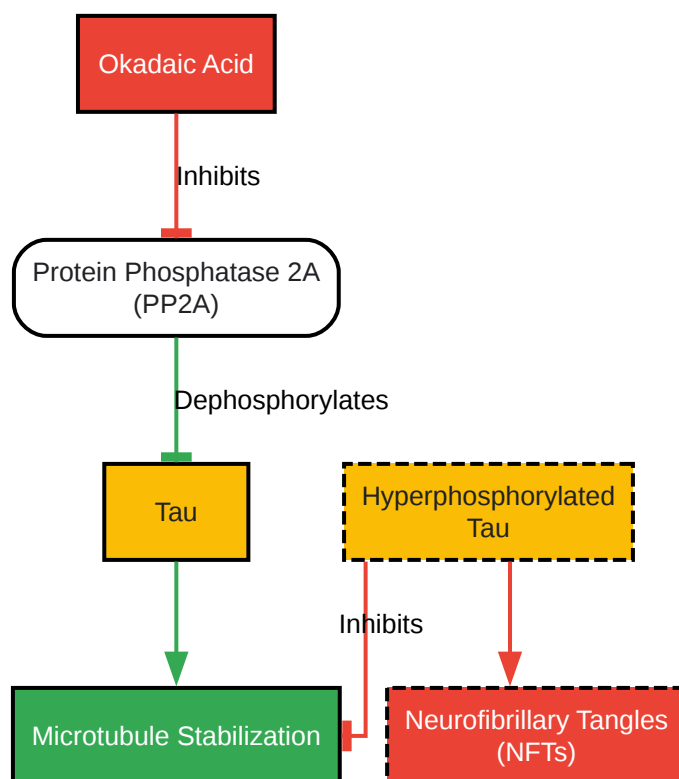 Okadaic Acid
Inhibits
Protein Phosphatase 2A
(PP2A)
Dephosphorylates
Tau
Hyperphosphorylated
Tau
Inhibits
Microtubule Stabilization
Neurofibrillary Tangles
(NFTs)